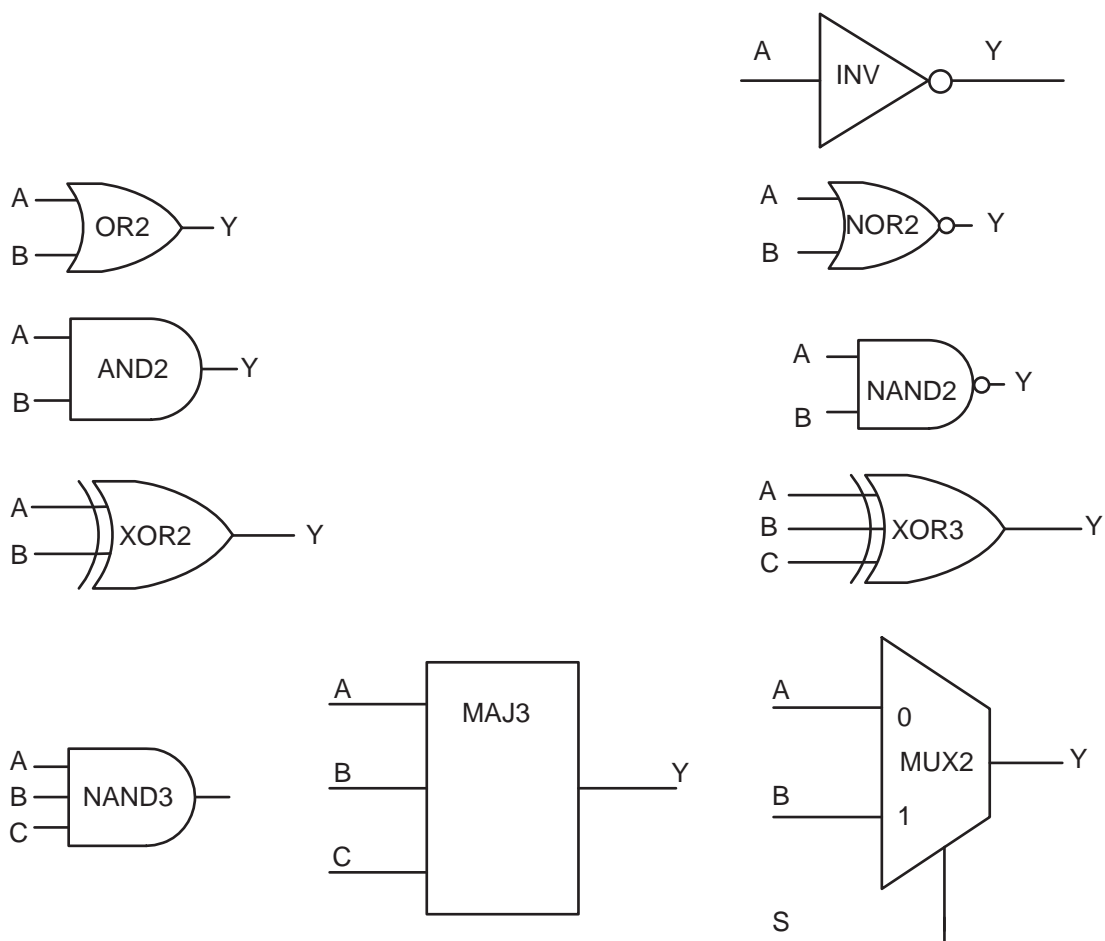 A INV Y
A OR2 Y
B
A NOR2 Y
B
A AND2 Y
B
A NAND2 Y
B
A XOR2 Y
B
A
B XOR3 Y
C
A
B NAND3
C
A MAJ3
B Y
C
A 0
MUX2 Y
B 1
S